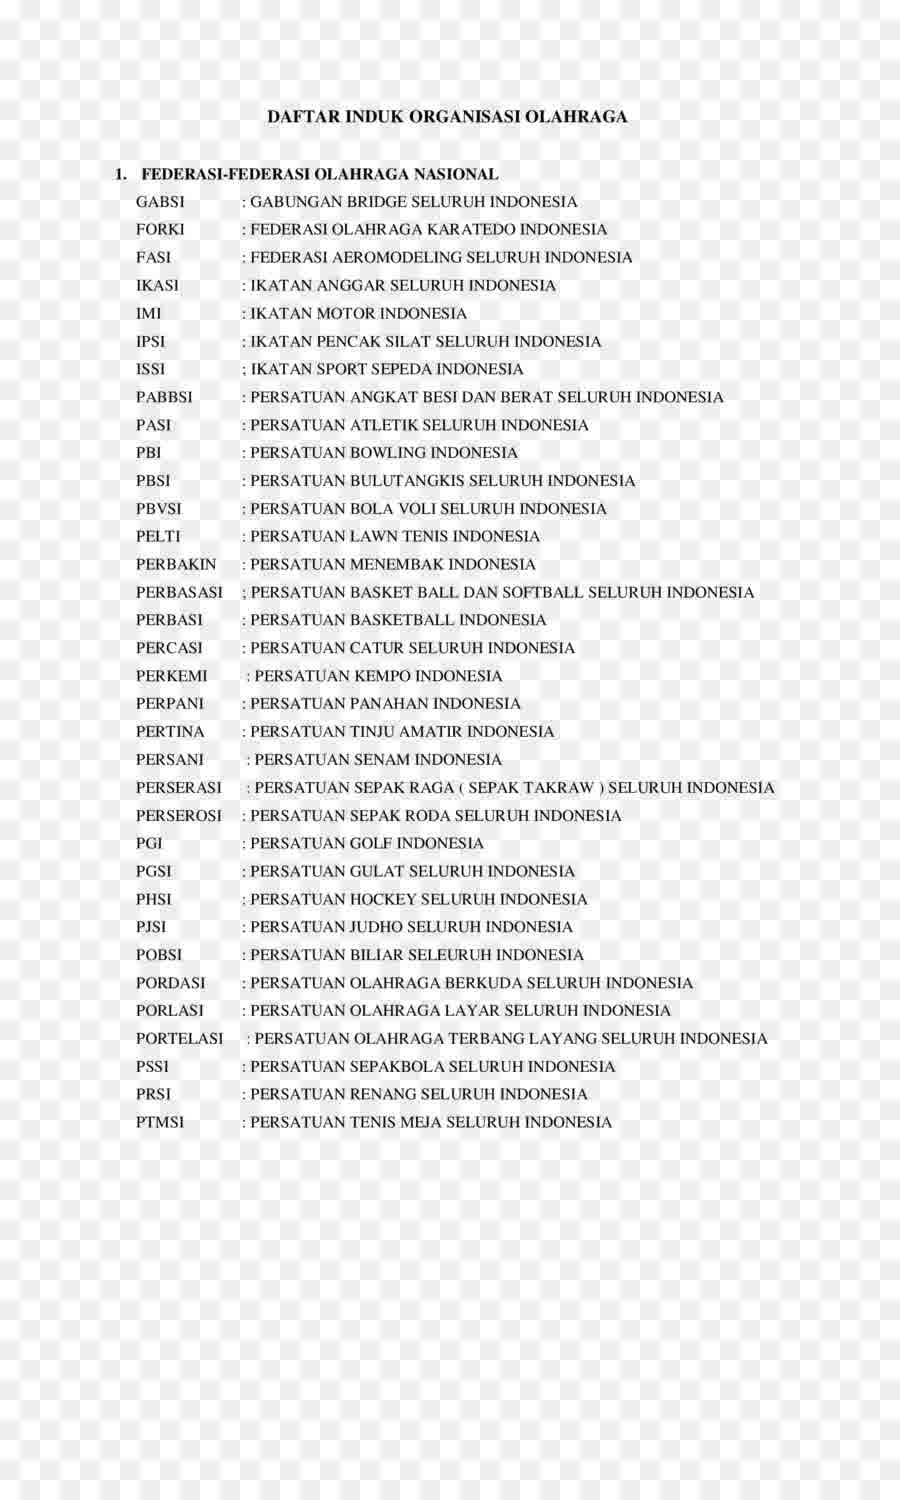 DAFTAR INDUK ORGANISASI OLAHRAGA
1. FEDERASI-FEDERASI OLAHRAGA NASIONAL
GABSI : GABUNGAN BRIDGE SELURUH INDONESIA
FORKI : FEDERASI OLAHRAGA KARATEDO INDONESIA
FASI : FEDERASI AEROMODELING SELURUH INDONESIA
IKASI : IKATAN ANGGAR SELURUH INDONESIA
IMI : IKATAN MOTOR INDONESIA
IPSI : IKATAN PENCAK SILAT SELURUH INDONESIA
ISSI ; IKATAN SPORT SEPEDA INDONESIA
PABBSI : PERSATUAN ANGKAT BESI DAN BERAT SELURUH INDONESIA
PASI : PERSATUAN ATLETIK SELURUH INDONESIA
PBI : PERSATUAN BOWLING INDONESIA
PBSI : PERSATUAN BULUTANGKIS SELURUH INDONESIA
PBVSI : PERSATUAN BOLA VOLI SELURUH INDONESIA
PELTI : PERSATUAN LAWN TENIS INDONESIA
PERBAKIN : PERSATUAN MENEMBAK INDONESIA
PERBASASI ; PERSATUAN BASKET BALL DAN SOFTBALL SELURUH INDONESIA
PERBASI : PERSATUAN BASKETBALL INDONESIA
PERCASI : PERSATUAN CATUR SELURUH INDONESIA
PERKEMI : PERSATUAN KEMPO INDONESIA
PERPANI : PERSATUAN PANAHAN INDONESIA
PERTINA : PERSATUAN TINJU AMATIR INDONESIA
PERSANI : PERSATUAN SENAM INDONESIA
PERSERASI : PERSATUAN SEPAK RAGA ( SEPAK TAKRAW ) SELURUH INDONESIA
PERSEROSI : PERSATUAN SEPAK RODA SELURUH INDONESIA
PGI : PERSATUAN GOLF INDONESIA
PGSI : PERSATUAN GULAT SELURUH INDONESIA
PHSI : PERSATUAN HOCKEY SELURUH INDONESIA
PJSI : PERSATUAN JUDHO SELURUH INDONESIA
POBSI : PERSATUAN BILIAR SELEURUH INDONESIA
PORDASI : PERSATUAN OLAHRAGA BERKUDA SELURUH INDONESIA
PORLASI : PERSATUAN OLAHRAGA LAYAR SELURUH INDONESIA
PORTELASI : PERSATUAN OLAHRAGA TERBANG LAYANG SELURUH INDONESIA
PSSI : PERSATUAN SEPAKBOLA SELURUH INDONESIA
PRSI : PERSATUAN RENANG SELURUH INDONESIA
PTMSI : PERSATUAN TENIS MEJA SELURUH INDONESIA